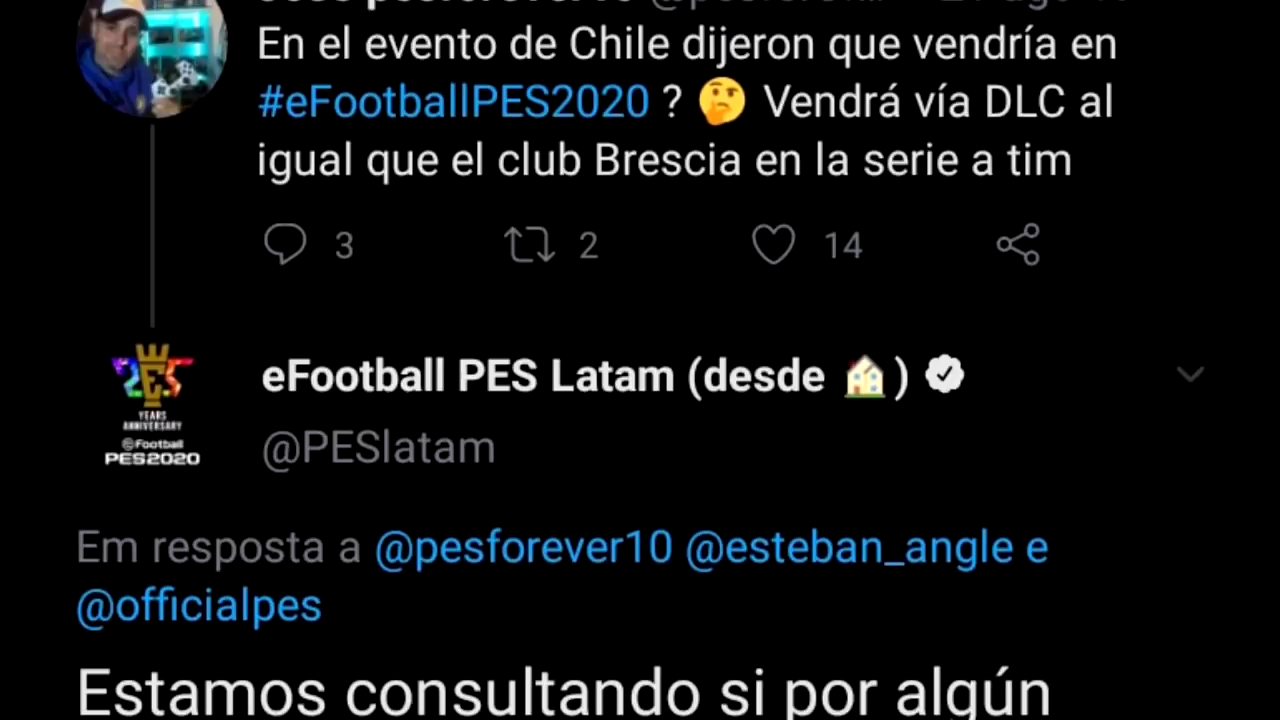 En el evento de Chile dijeron que vendría en
#eFootballPES2020 ? 🤔 Vendrá vía DLC al
igual que el club Brescia en la serie a tim
3 2 14
25
YEARS
ANNIVERSARY
eFootball
PES2020
eFootball PES Latam (desde 🏠)
@PESlatam
Em resposta a @pesforever10 @esteban_angle e
@officialpes
Estamos consultando si por algún